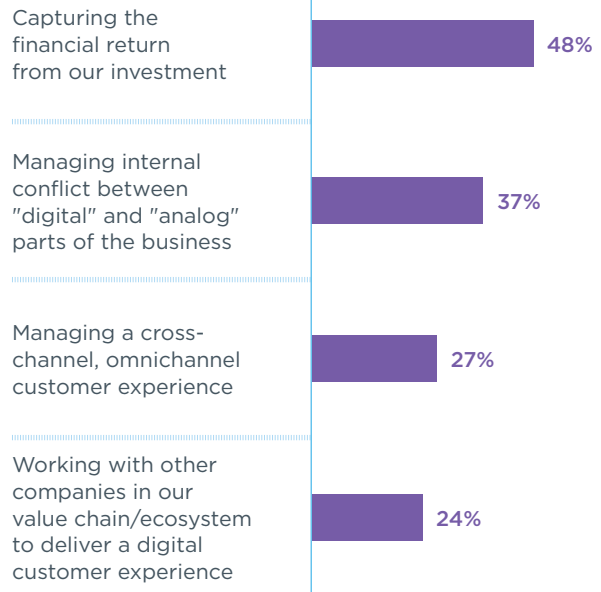 Capturing the
financial return
from our investment
48%
Managing internal
conflict between
"digital" and "analog"
parts of the business
37%
Managing a cross-
channel, omnichannel
customer experience
27%
Working with other
companies in our
value chain/ecosystem
to deliver a digital
customer experience
24%